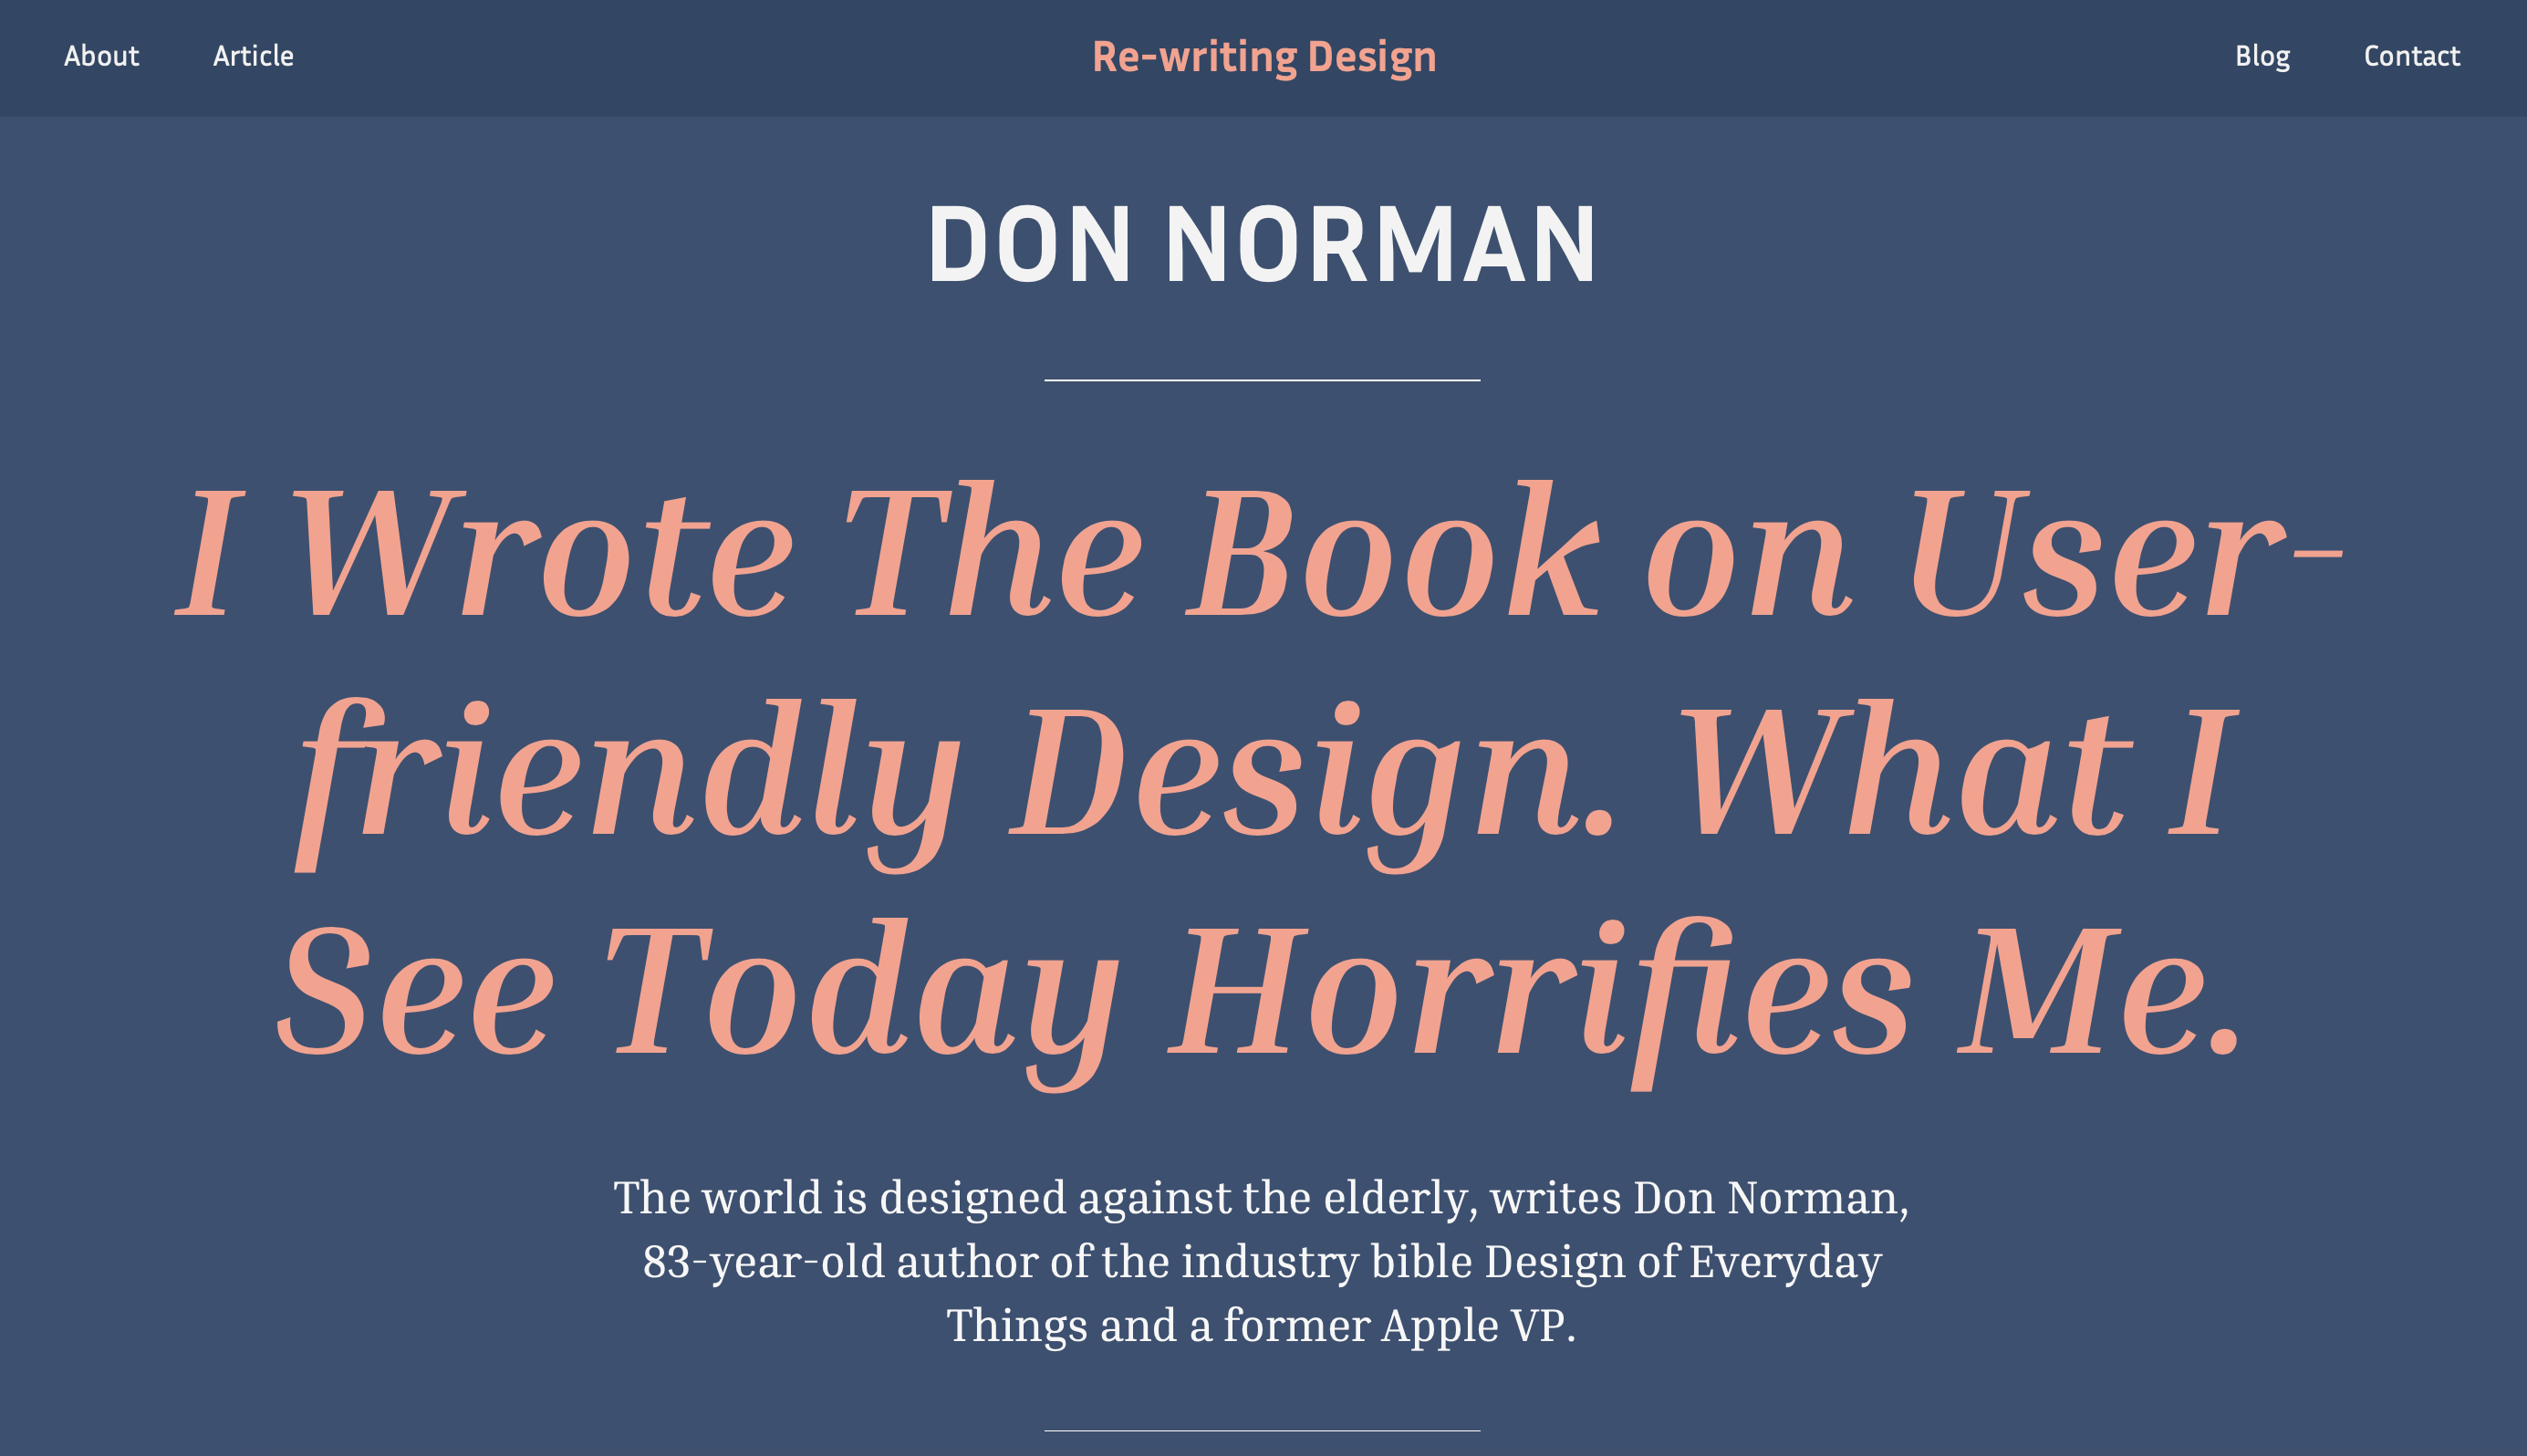 About Article Re-writing Design Blog Contact
DON NORMAN
I Wrote The Book on User-
friendly Design. What I
See Today Horrifies Me.
The world is designed against the elderly, writes Don Norman,
83-year-old author of the industry bible Design of Everyday
Things and a former Apple VP.